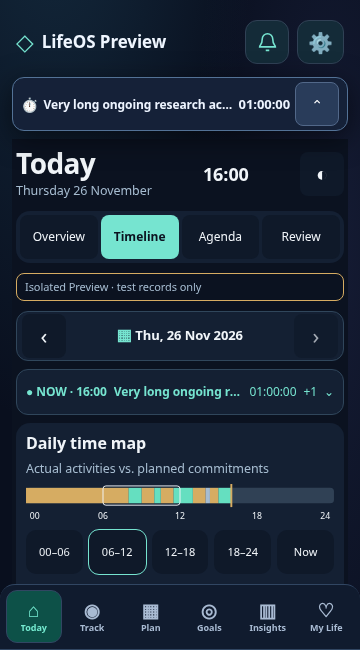 LifeOS Preview
Very long ongoing research ac... 01:00:00
Today
Thursday 26 November
16:00
Overview Timeline Agenda Review
Isolated Preview · test records only
Thu, 26 Nov 2026
● NOW · 16:00 Very long ongoing r... 01:00:00 +1
Daily time map
Actual activities vs. planned commitments
00 06 12 18 24
00–06 06–12 12–18 18–24 Now
Today Track Plan Goals Insights My Life